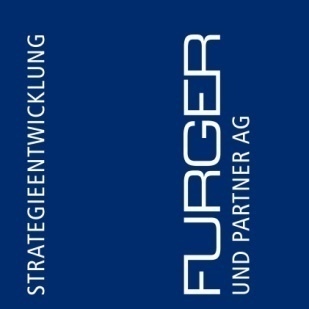 STRATEGIEENTWICKLUNG
FURGER
UND PARTNER AG